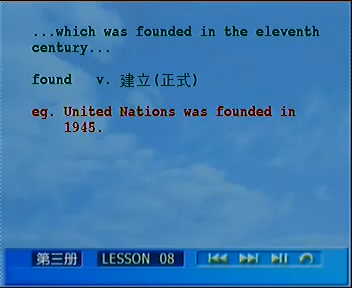 ...which was founded in the eleventh
century...
found v. 建立(正式)
eg. United Nations was founded in
1945.
第三册 LESSON 08